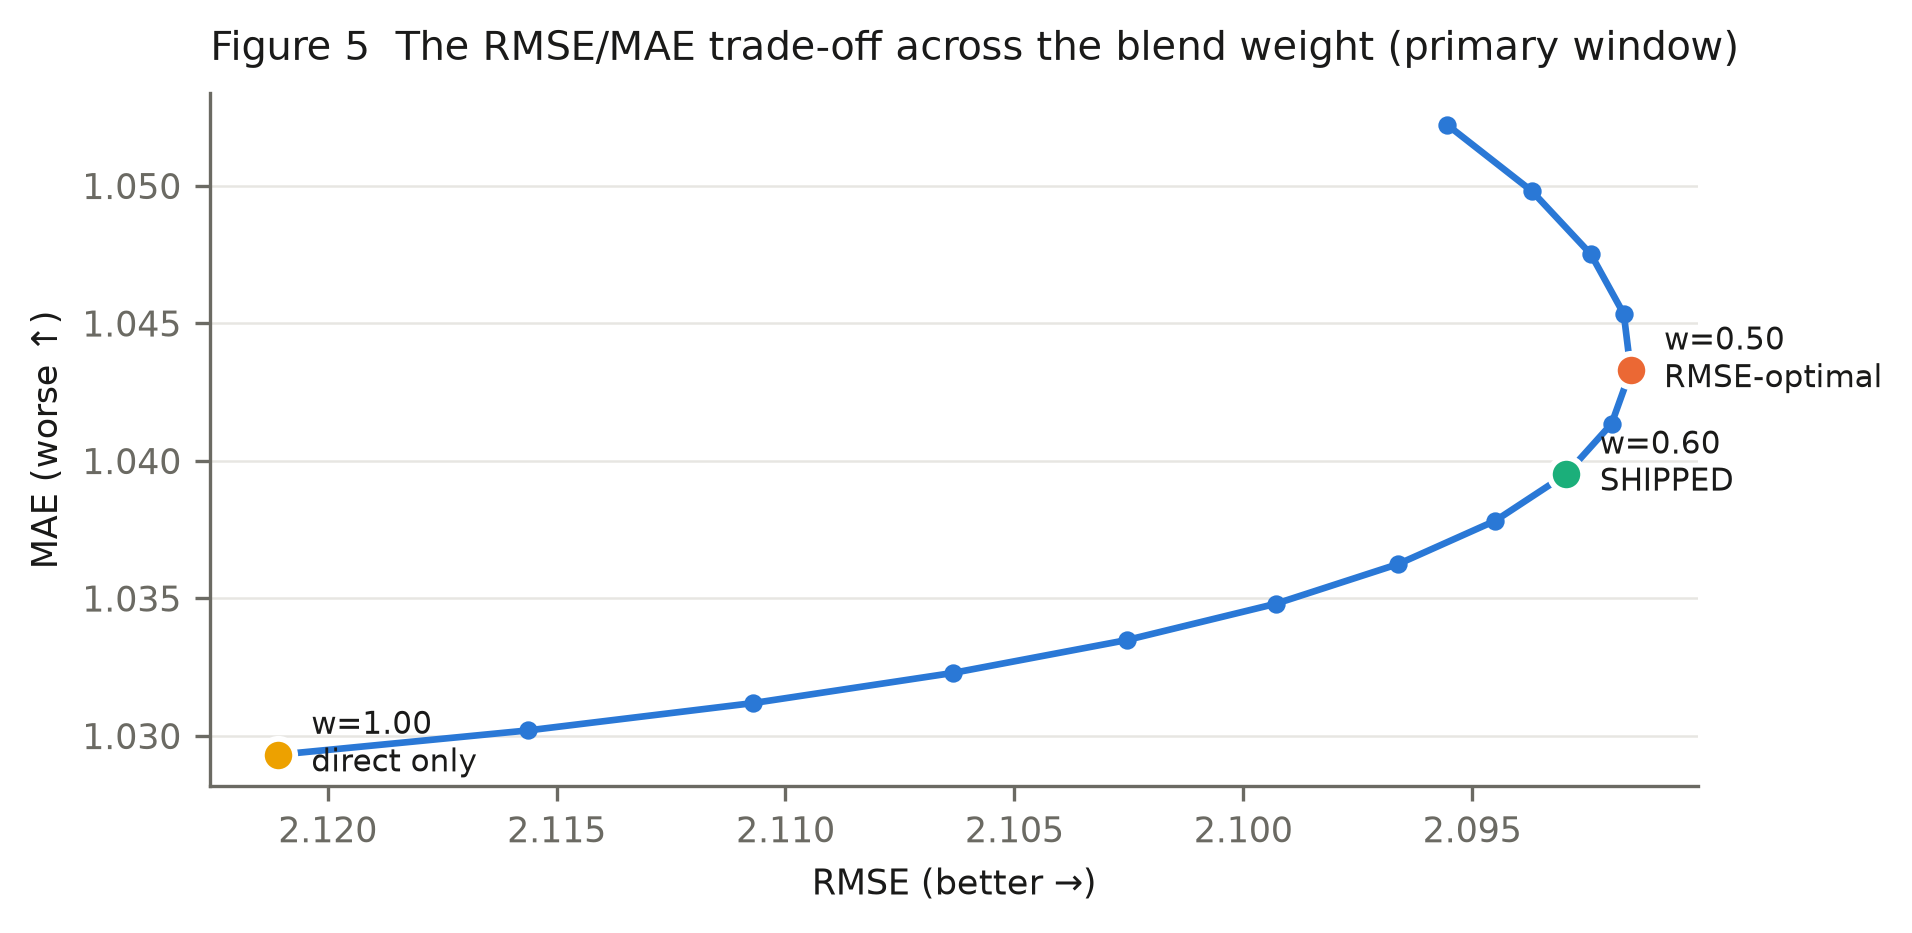 Figure 5  The RMSE/MAE trade-off across the blend weight (primary window)
MAE (worse ↑)
1.050
1.045
1.040
1.035
1.030
w=0.50
RMSE-optimal
w=0.60
SHIPPED
w=1.00
direct only
2.120
2.115
2.110
2.105
2.100
2.095
RMSE (better →)